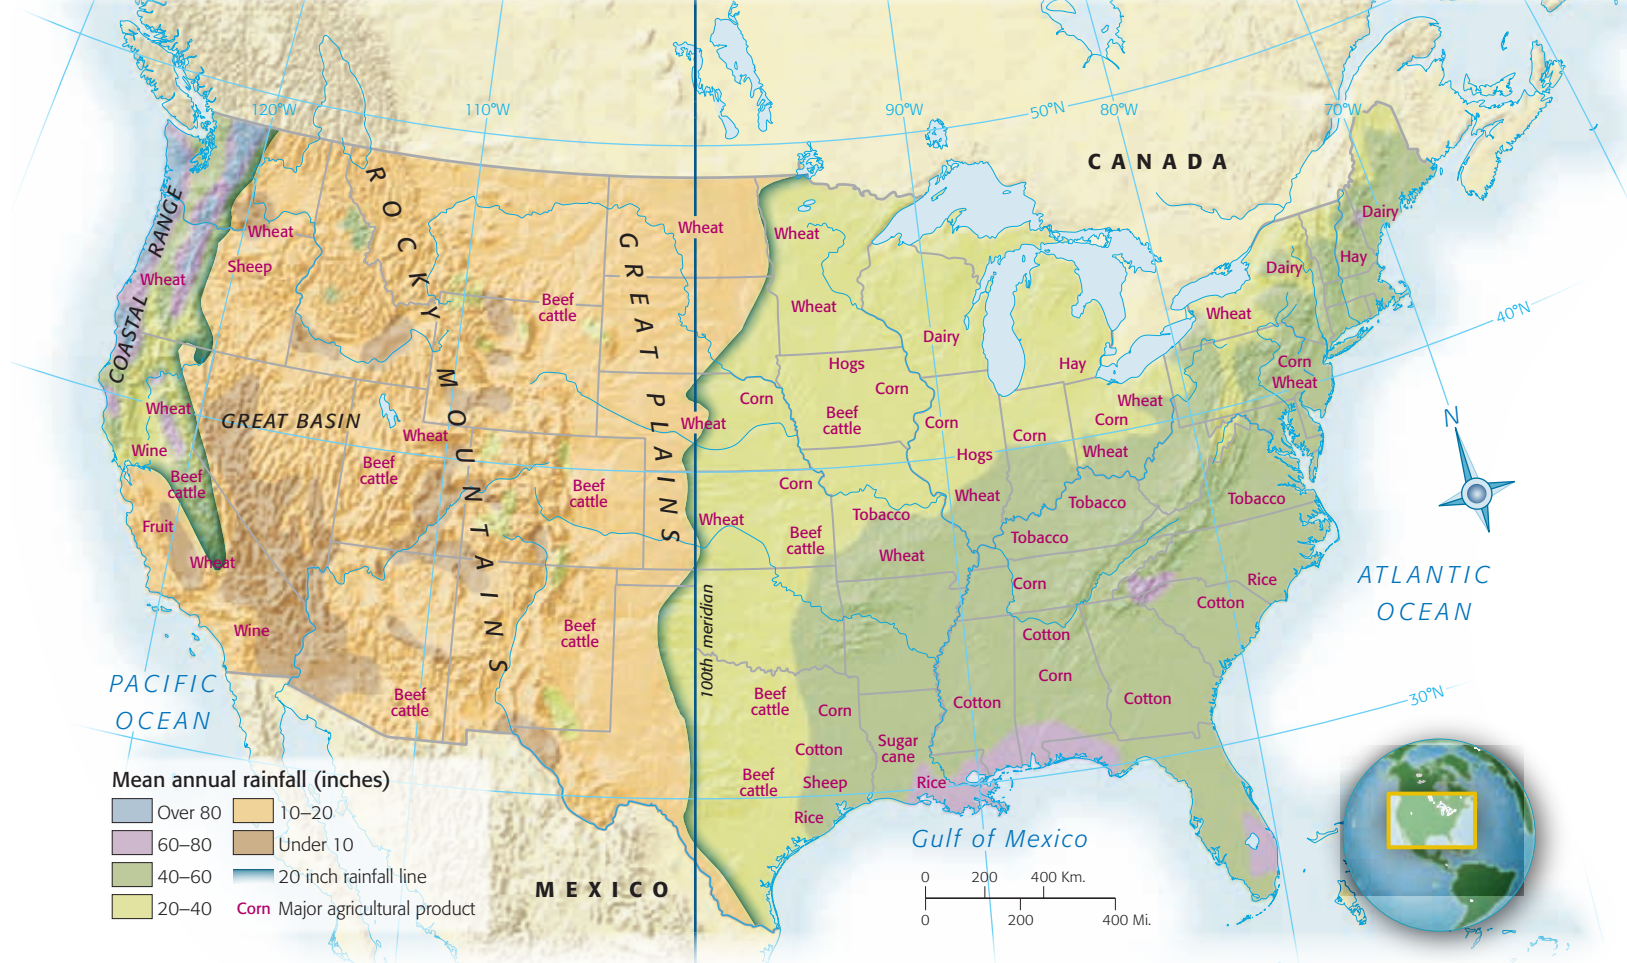 120°W
110°W
90°W
50°N
80°W
70°W
CANADA
ROCKY MOUNTAINS
COASTAL RANGE
GREAT PLAINS
GREAT BASIN
Wheat
Sheep
Wheat
Wheat
Wine
Beef
cattle
Fruit
Wheat
Wine
Beef
cattle
Wheat
Beef
cattle
Beef
cattle
Beef
cattle
Beef
cattle
Wheat
Wheat
Wheat
Corn
Wheat
Corn
Wheat
Beef
cattle
Hogs
Corn
Beef
cattle
Dairy
Corn
Hogs
Wheat
Tobacco
Wheat
Hay
Corn
Wheat
Corn
Wheat
Tobacco
Tobacco
Corn
Dairy
Hay
Dairy
Wheat
Corn
Wheat
Tobacco
Rice
Cotton
Cotton
Corn
Cotton
Cotton
Beef
cattle
Corn
Cotton
Sugar
cane
Beef
cattle
Sheep
Rice
Rice
100th meridian
40°N
30°N
N
ATLANTIC
OCEAN
PACIFIC
OCEAN
Gulf of Mexico
MEXICO
Mean annual rainfall (inches)
Over 80
10–20
60–80
Under 10
40–60
20 inch rainfall line
20–40
Corn Major agricultural product
0 200 400 Km.
0 200 400 Mi.